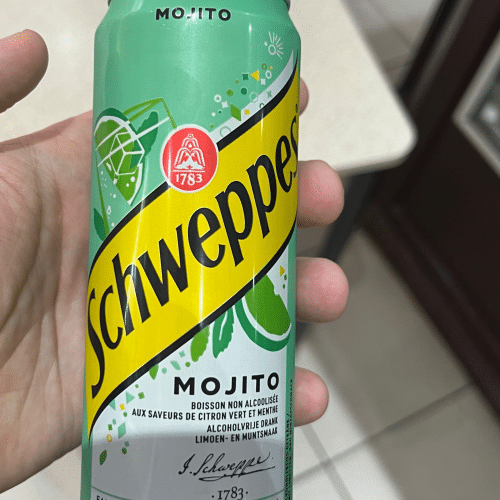 MOJITO
1783
Schweppes
MOJITO
BOISSON NON ALCOOLISÉE
AUX SAVEURS DE CITRON VERT ET MENTHE
ALCOHOLVRIJE DRANK
LIMOEN- EN MUNTSMAAK
J. Schweppe
·1783·